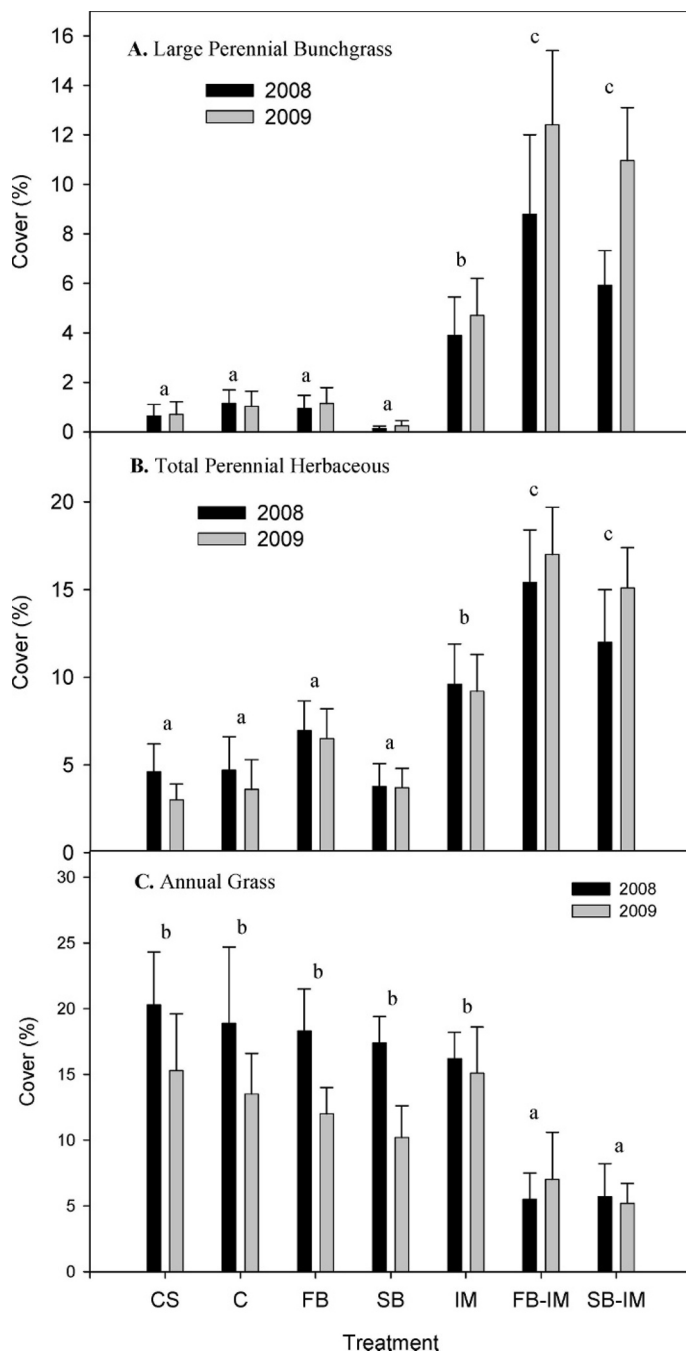 A. Large Perennial Bunchgrass
2008
2009
Cover (%)
16
14
12
10
8
6
4
2
0
a
a
a
a
b
c
c
B. Total Perennial Herbaceous
2008
2009
Cover (%)
20
15
10
5
0
a
a
a
a
b
c
c
C. Annual Grass
2008
2009
Cover (%)
30
25
20
15
10
5
0
b
b
b
b
b
a
a
CS C FB SB IM FB-IM SB-IM
Treatment